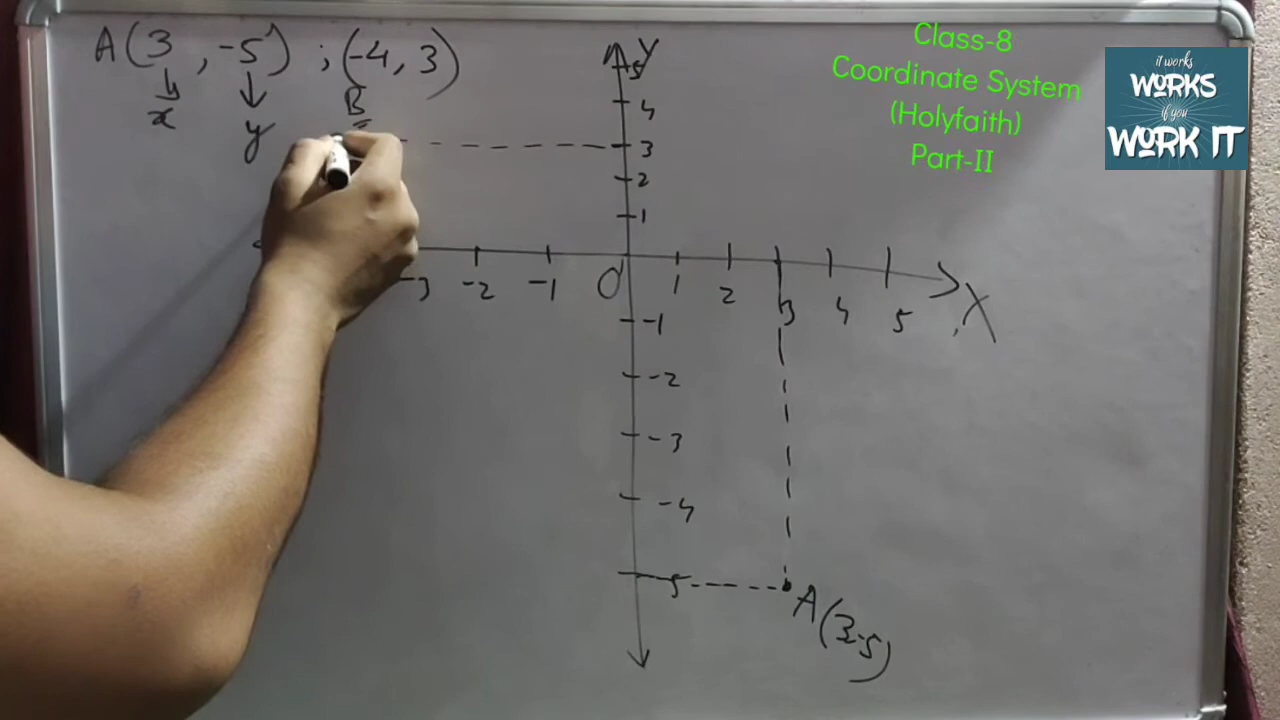 A(3, -5) ; (-4, 3)
x
y
B
Y
5
4
3
2
1
-3 -2 -1 O 1 2 3 4 5 X
-1
-2
-3
-4
5
A(3-5)
Class-8
Coordinate System
(Holyfaith)
Part-II
it works
WORKS
if you
WORK IT